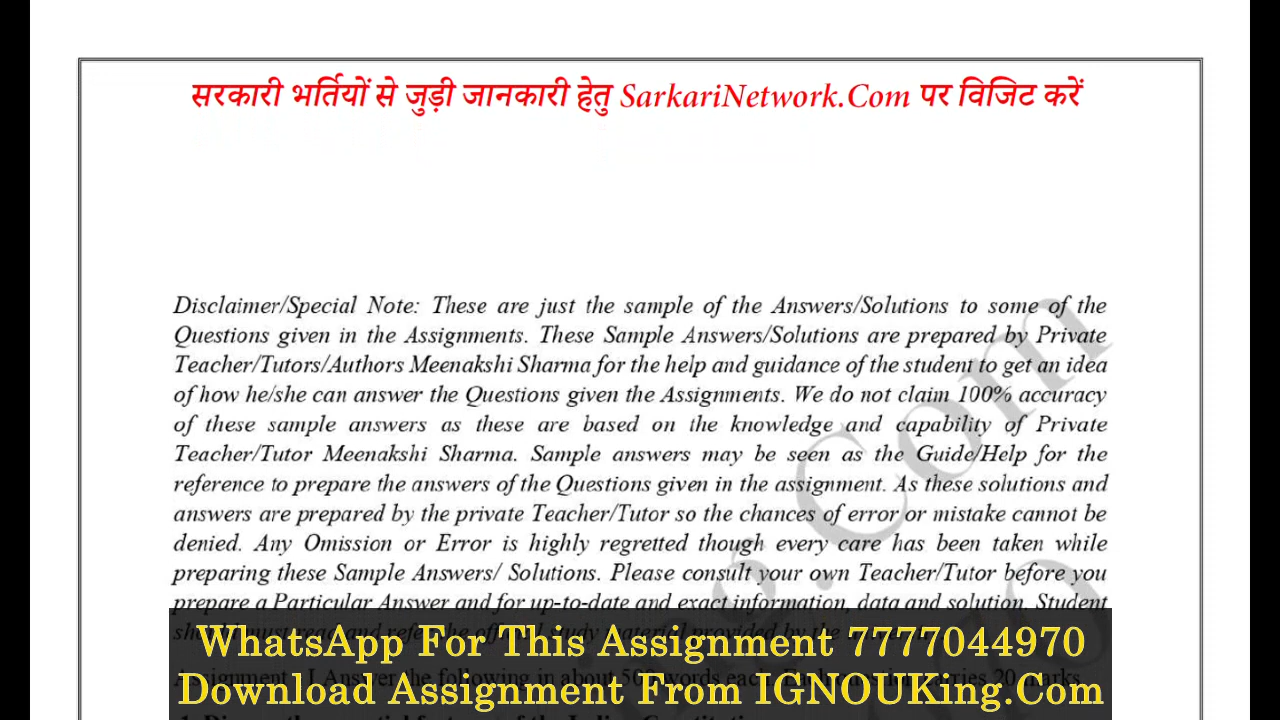 सरकारी भर्तियों से जुड़ी जानकारी हेतु SarkariNetwork.Com पर विजिट करें
Disclaimer/Special Note: These are just the sample of the Answers/Solutions to some of the
Questions given in the Assignments. These Sample Answers/Solutions are prepared by Private
Teacher/Tutors/Authors Meenakshi Sharma for the help and guidance of the student to get an idea
of how he/she can answer the Questions given the Assignments. We do not claim 100% accuracy
of these sample answers as these are based on the knowledge and capability of Private
Teacher/Tutor Meenakshi Sharma. Sample answers may be seen as the Guide/Help for the
reference to prepare the answers of the Questions given in the assignment. As these solutions and
answers are prepared by the private Teacher/Tutor so the chances of error or mistake cannot be
denied. Any Omission or Error is highly regretted though every care has been taken while
preparing these Sample Answers/ Solutions. Please consult your own Teacher/Tutor before you
prepare a Particular Answer and for up-to-date and exact information, data and solution. Student
WhatsApp For This Assignment 7777044970
Download Assignment From IGNOUKing.Com